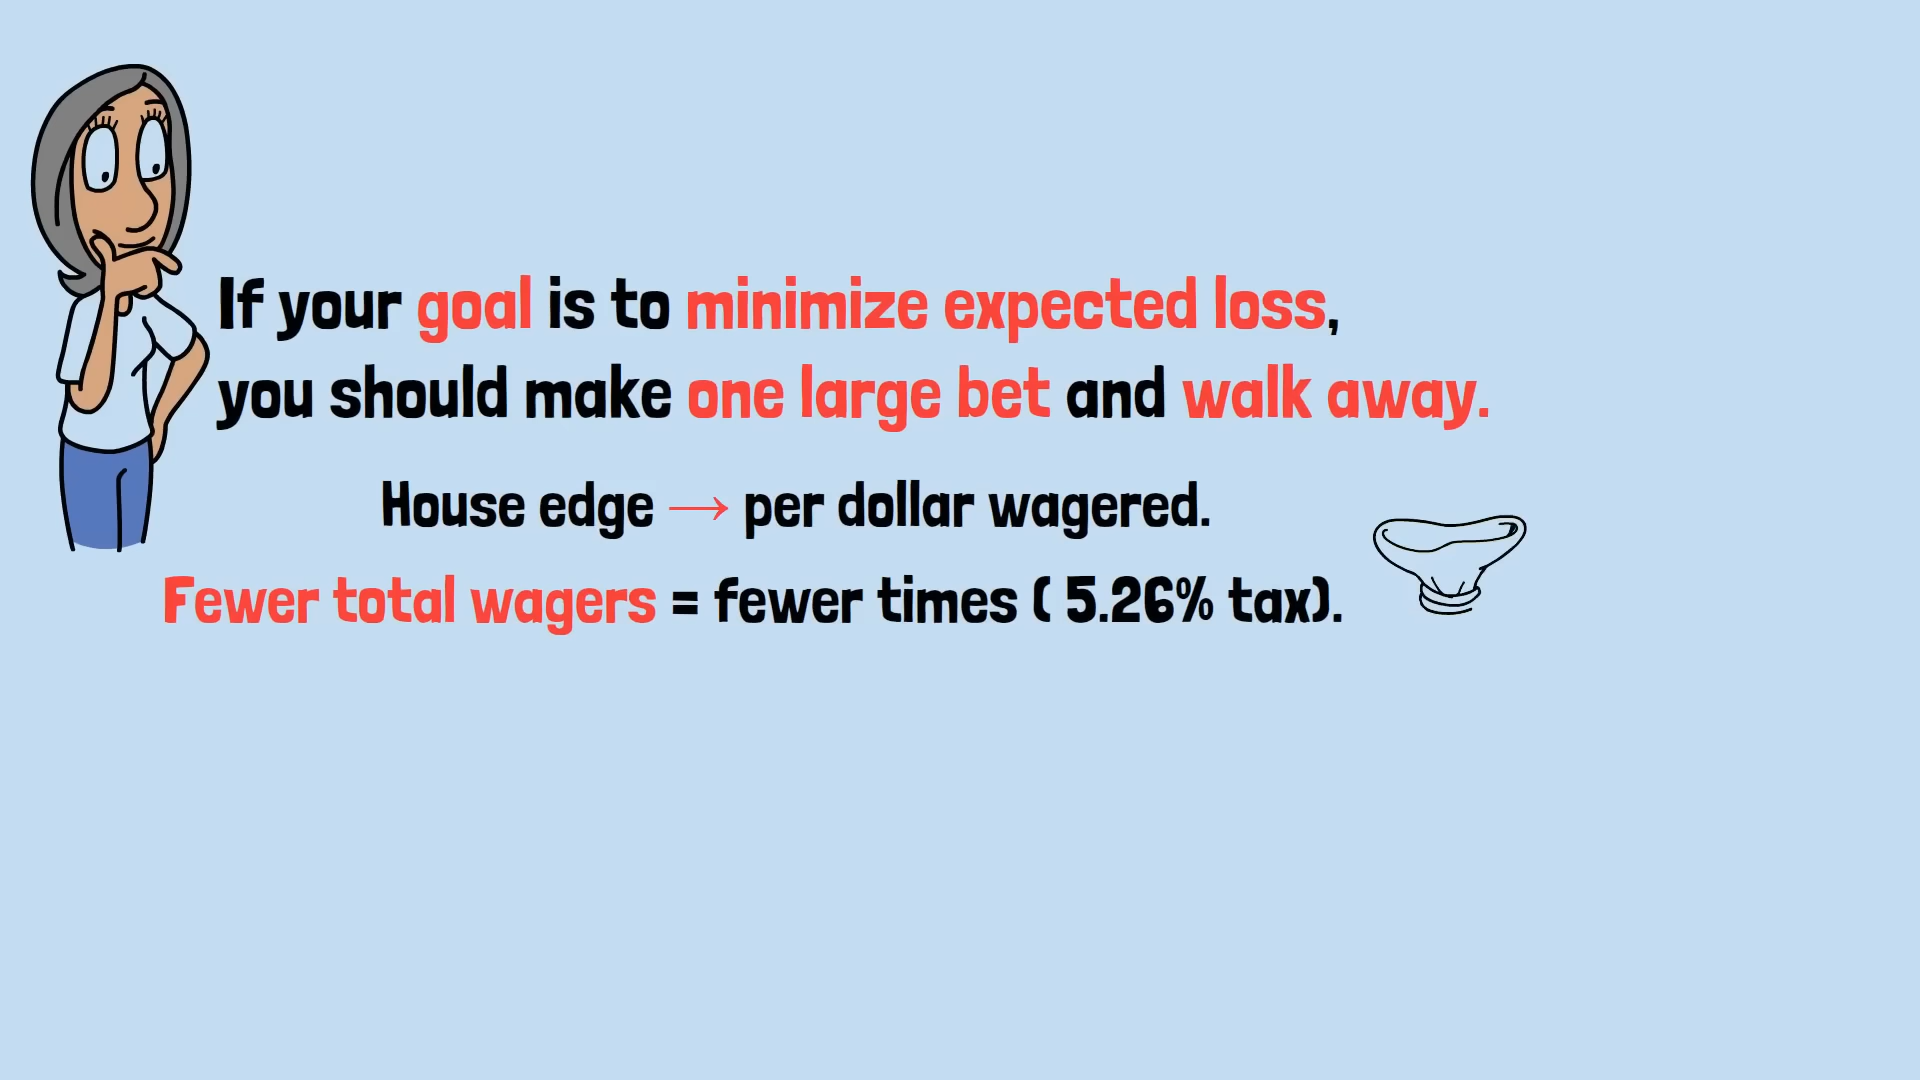 If your goal is to minimize expected loss,
you should make one large bet and walk away.
House edge → per dollar wagered.
Fewer total wagers = fewer times ( 5.26% tax).